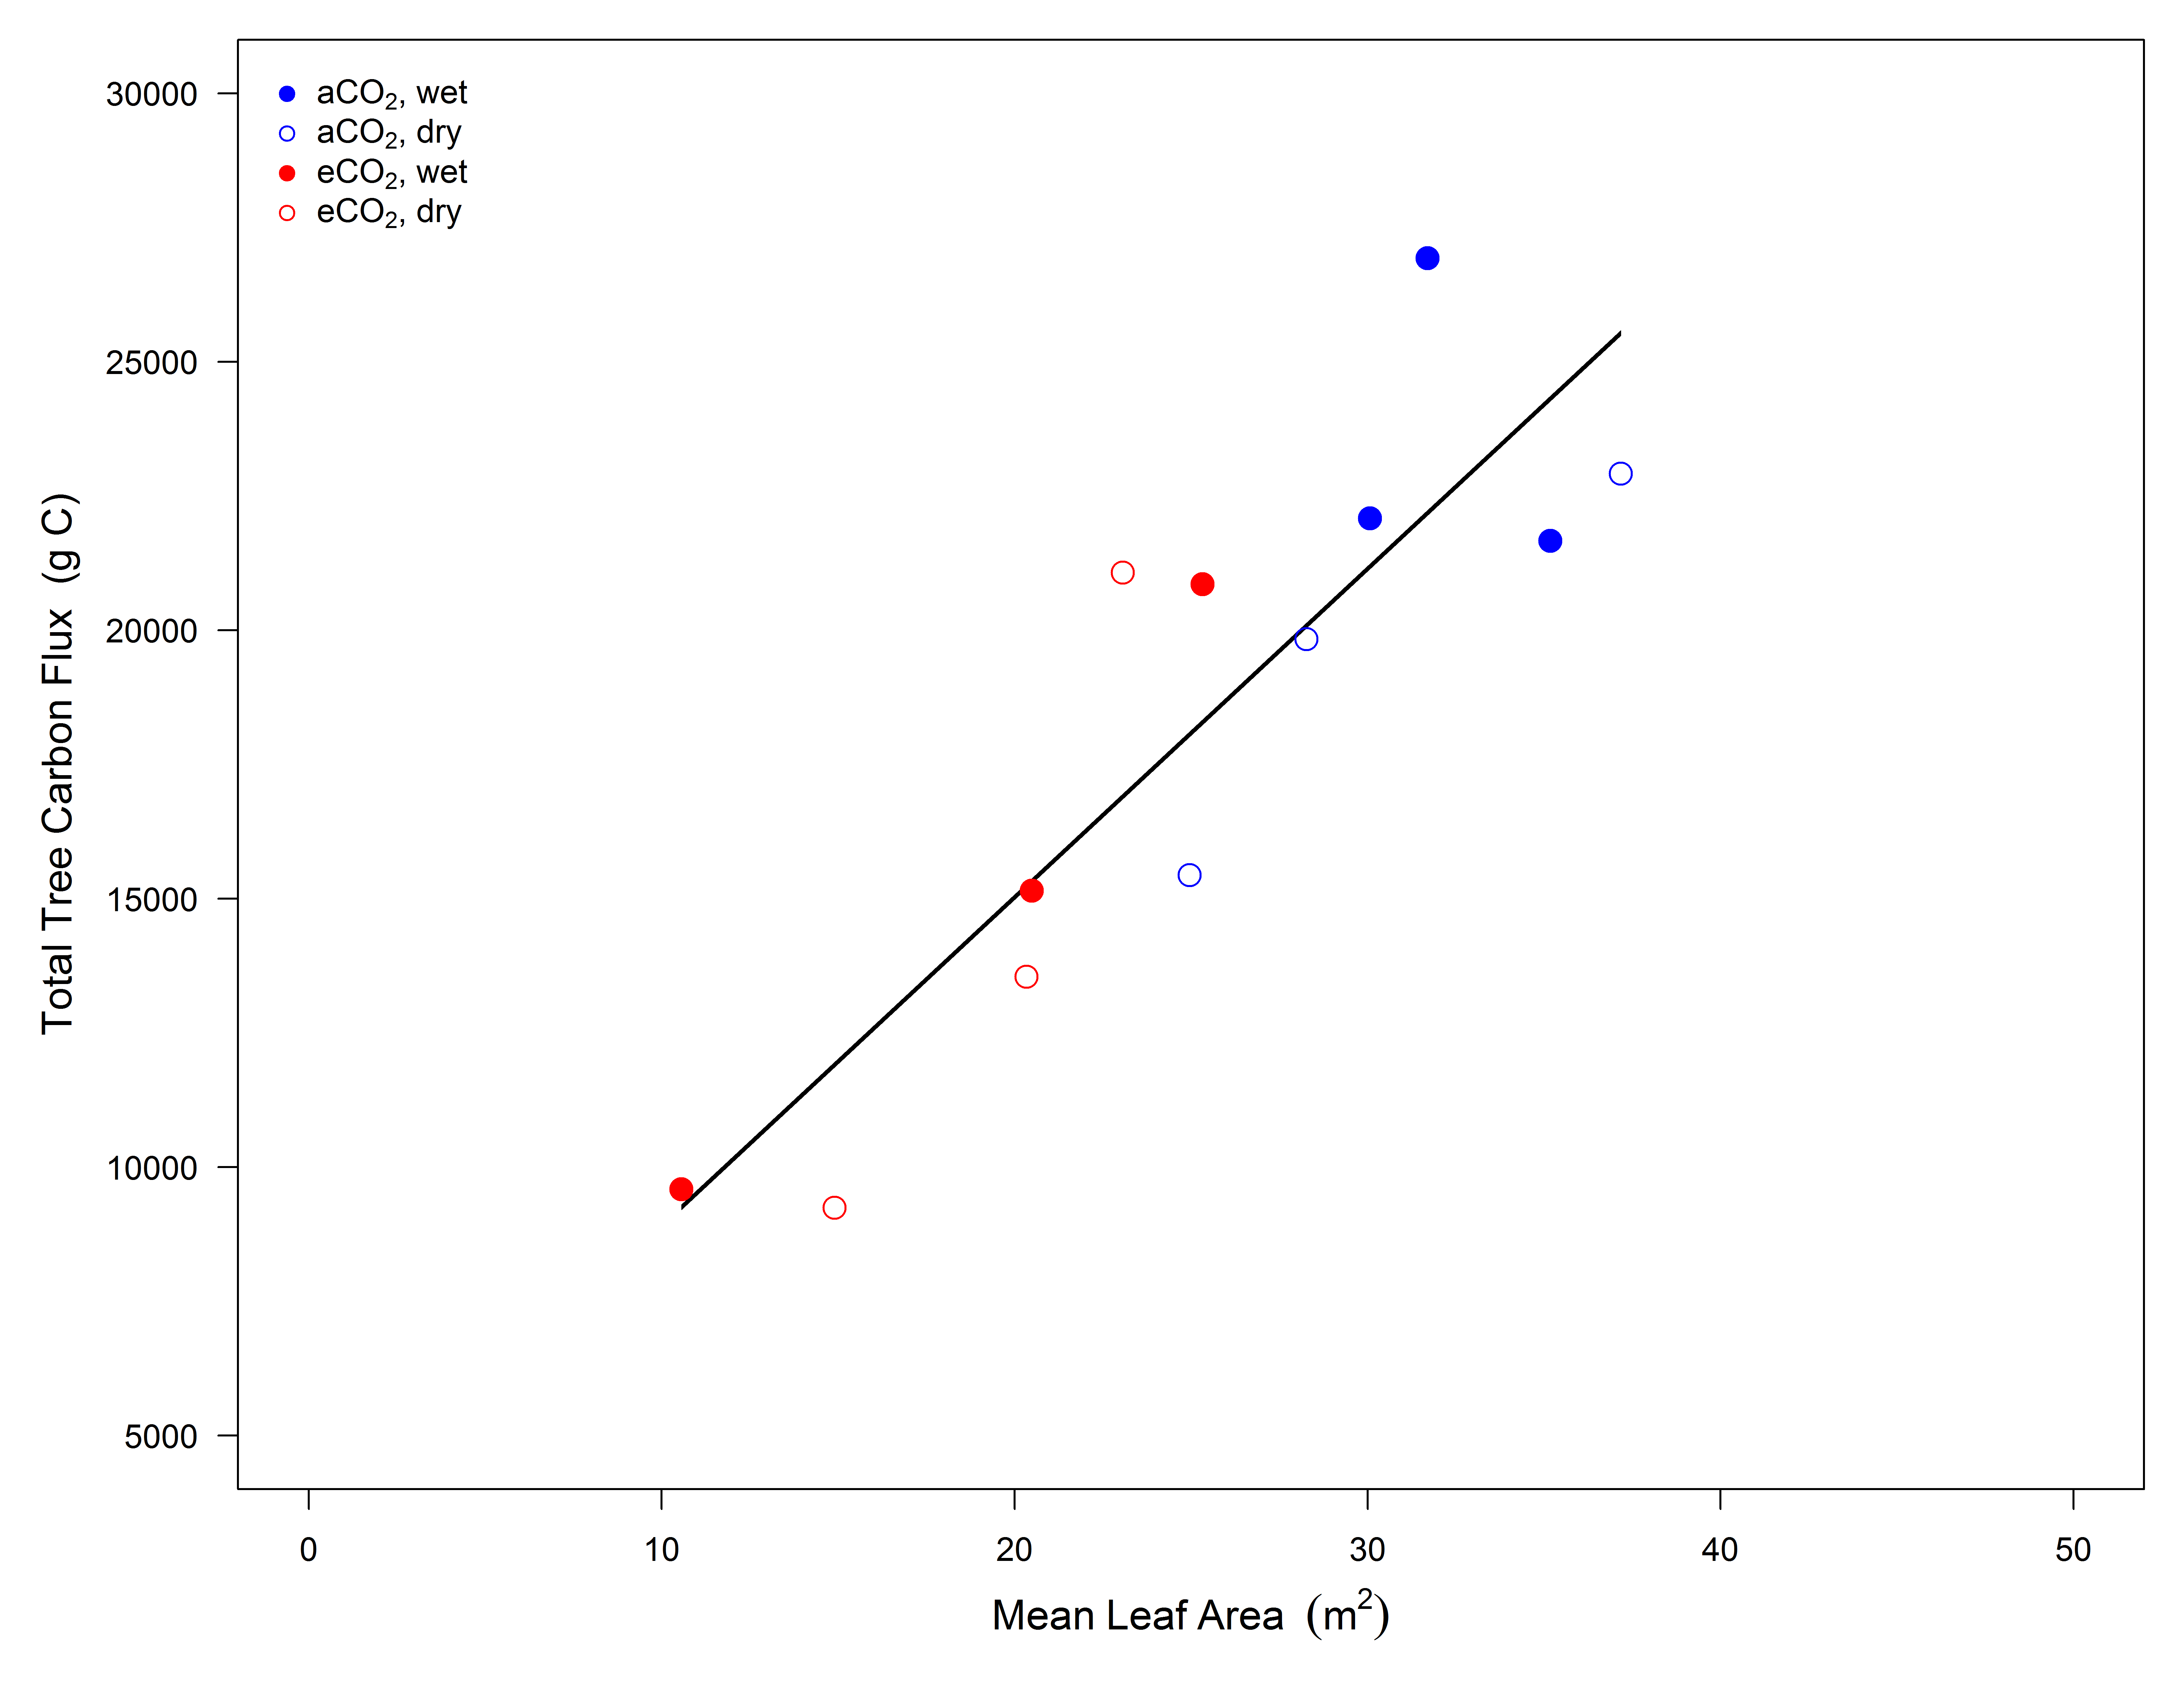 aCO₂, wet
aCO₂, dry
eCO₂, wet
eCO₂, dry
30000
25000
20000
15000
10000
5000
Total Tree Carbon Flux (g C)
0 10 20 30 40 50
Mean Leaf Area (m²)